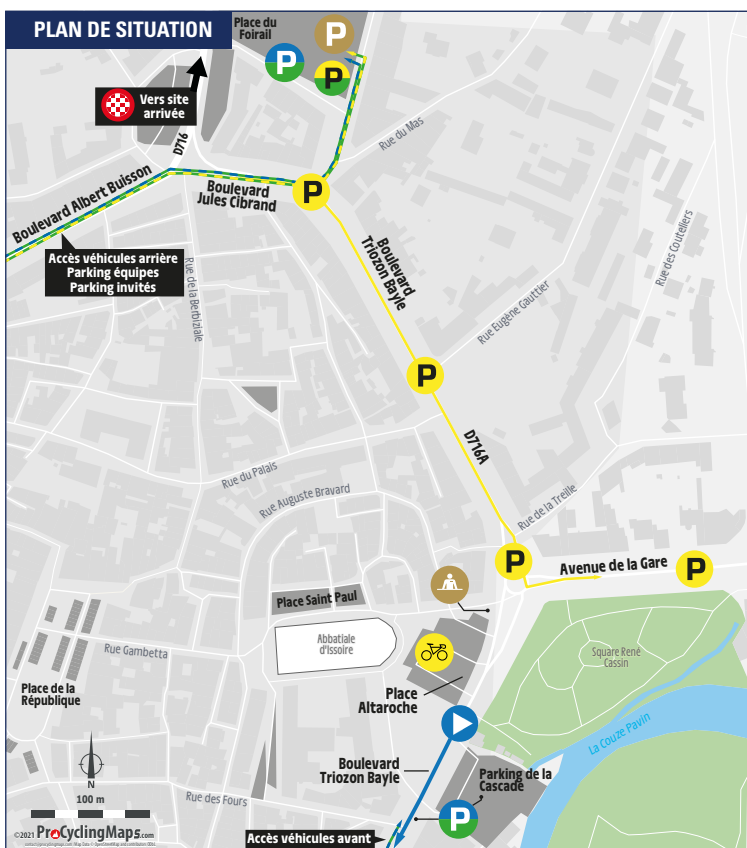 PLAN DE SITUATION
Place du
Foirail
P
P
P
Vers site
arrivée
D716
Rue du Mas
Boulevard Albert Buisson
Boulevard
Jules Cibrand
P
Accès véhicules arrière
Parking équipes
Parking invités
Rue de la Berbiziale
Boulevard
Triozon Bayle
Rue des Couteliers
Rue Eugène Gauttier
P
D716A
Rue du Palais
Rue Auguste Bravard
Rue de la Treille
P
Avenue de la Gare
P
Place Saint Paul
Abbatiale
d'Issoire
Rue Gambetta
Square René
Cassin
Place de la
République
Place
Altaroche
La Couze Pavin
Boulevard
Triozon Bayle
Parking de la
Cascade
N
100 m
Rue des Fours
P
©2021 ProCyclingMaps.com
Accès véhicules avant